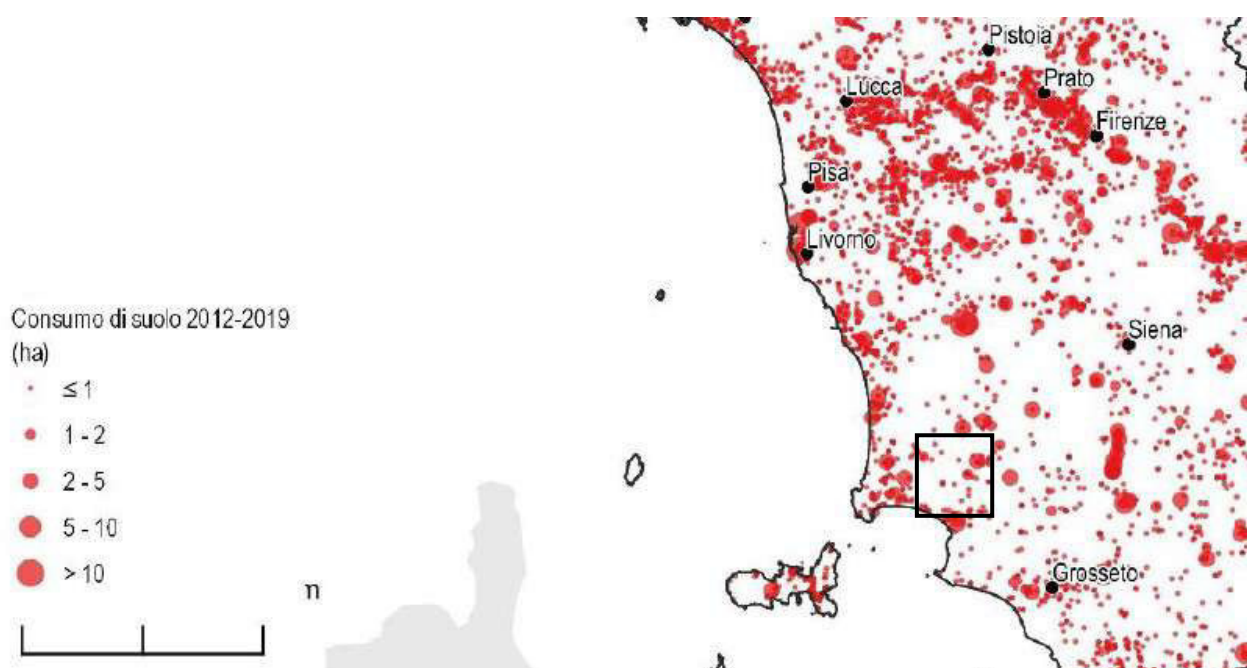 Pistoia
Prato
Lucca
Firenze
Pisa
Livorno
Consumo di suolo 2012-2019
(ha)
≤ 1
1 - 2
2 - 5
5 - 10
> 10
Siena
n
Grosseto